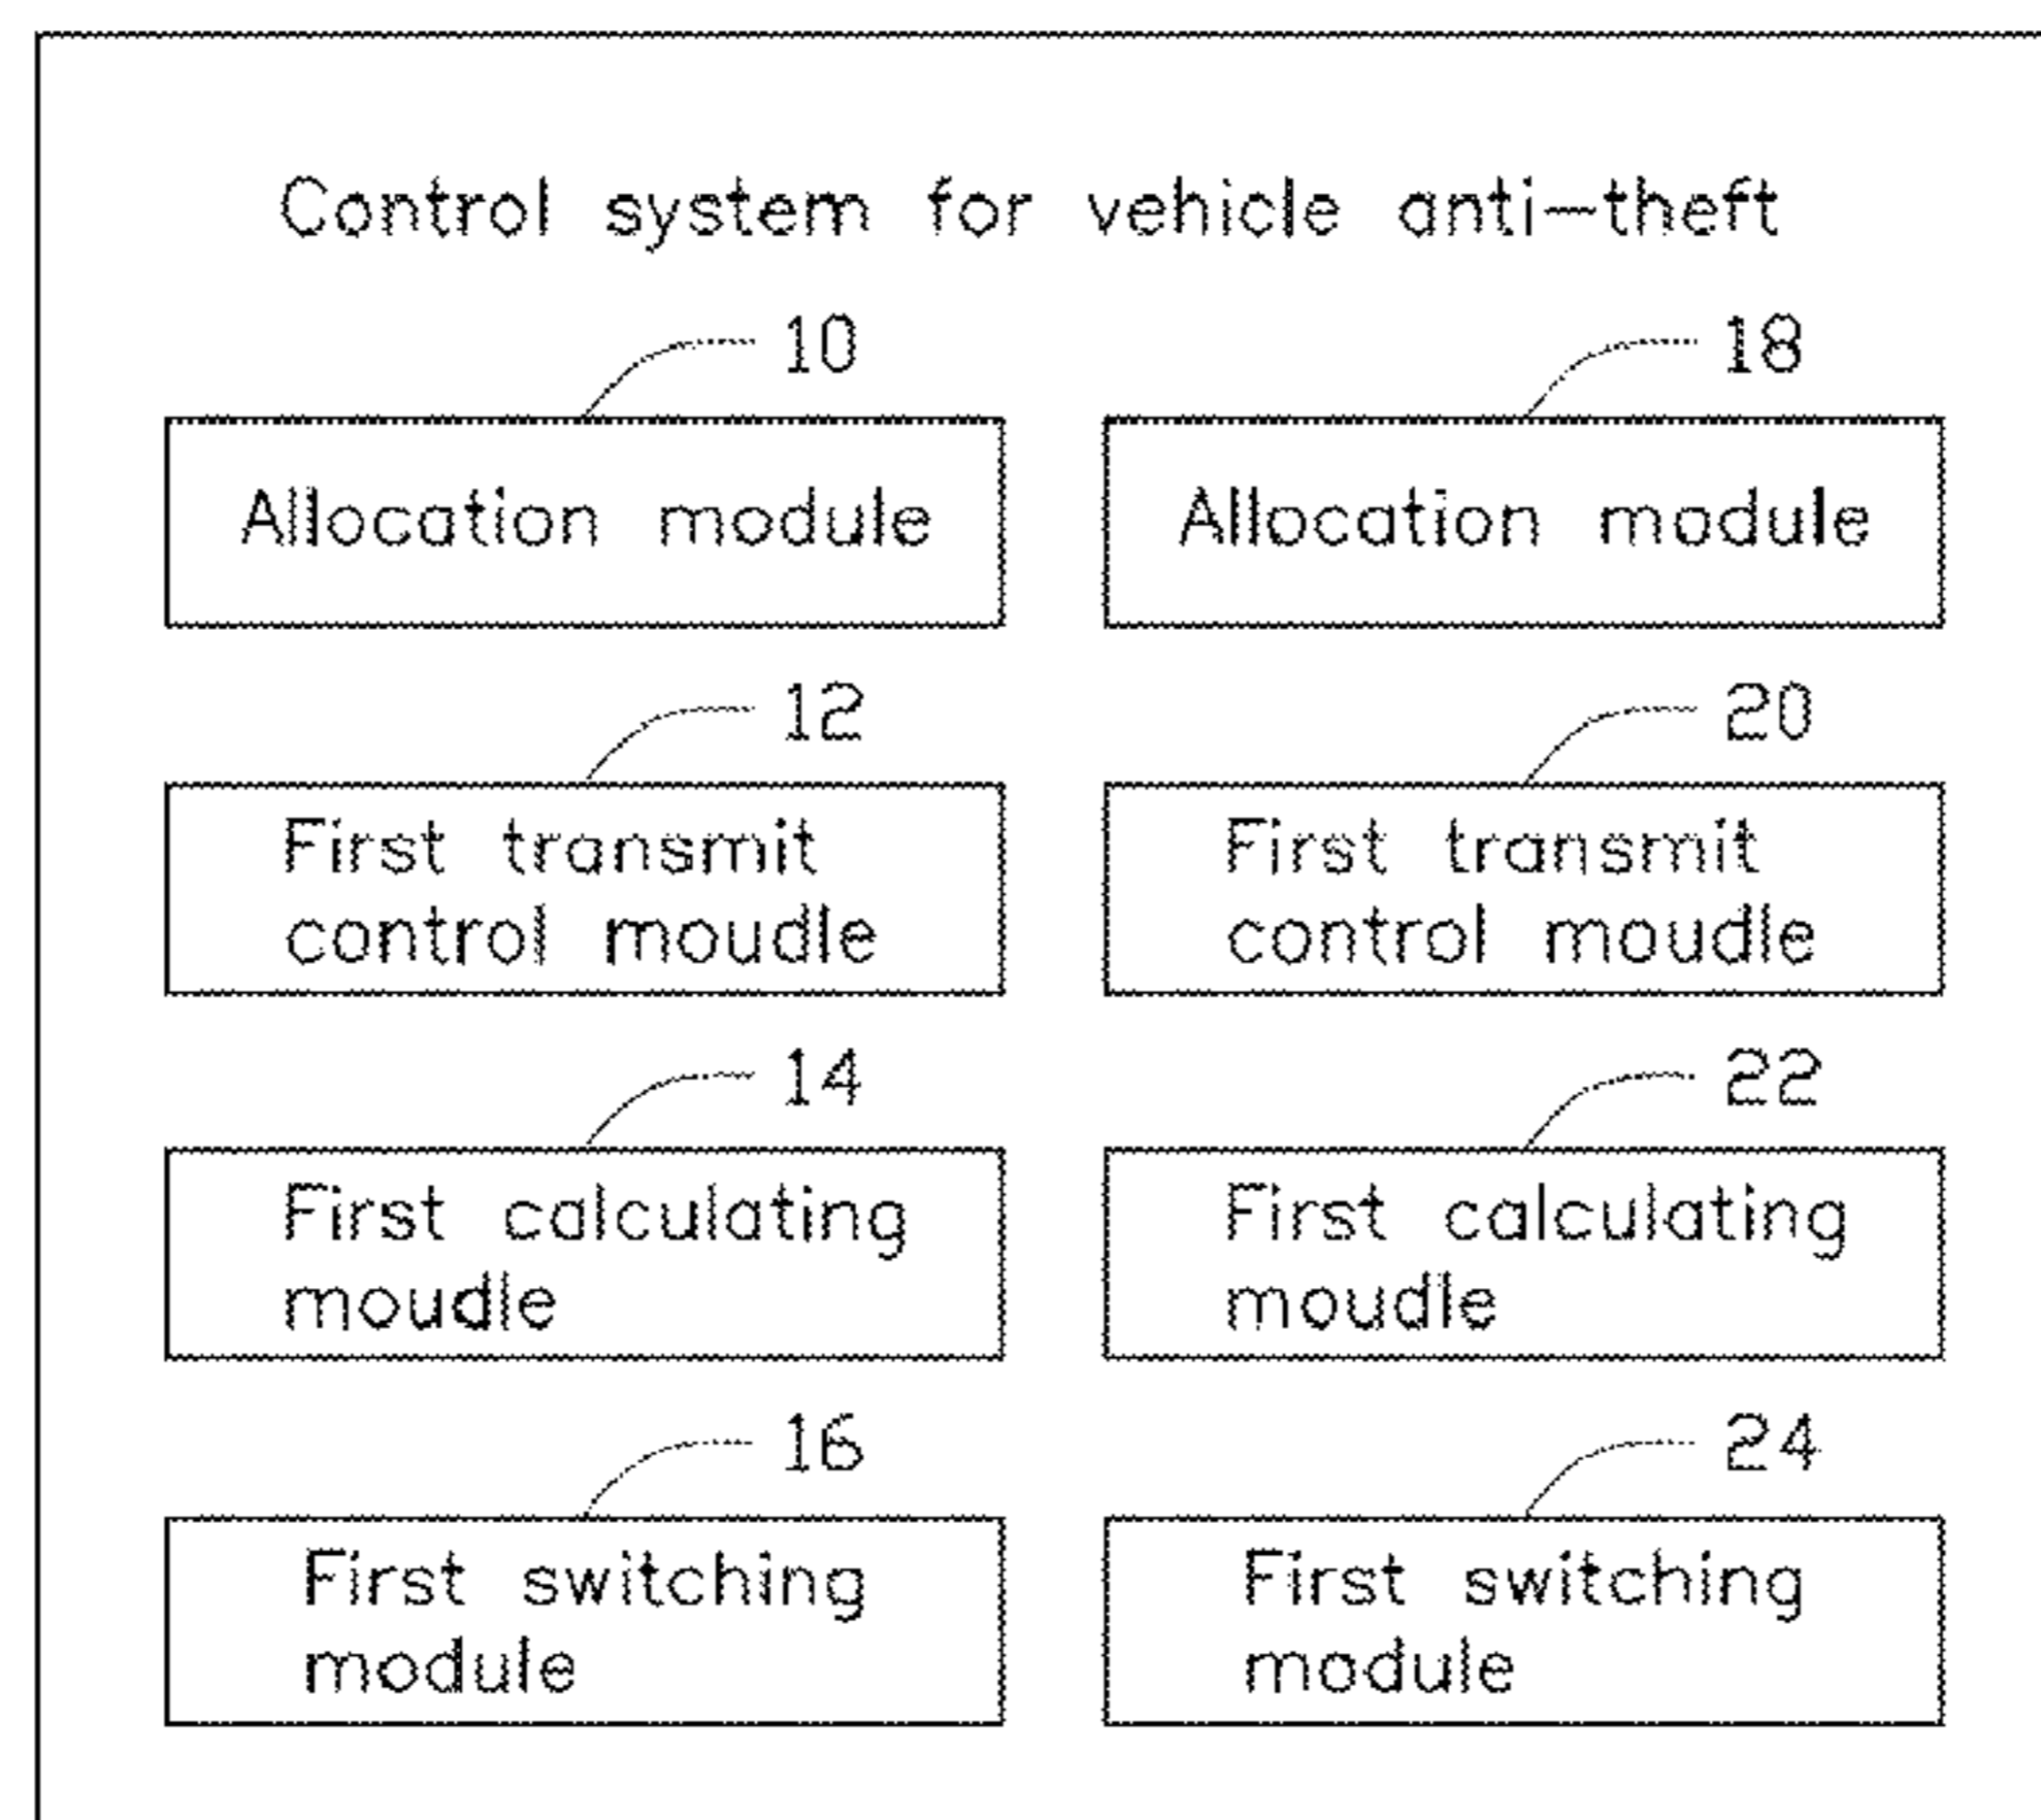 Control system for vehicle anti-theft
10
18
Allocation module
Allocation module
12
20
First transmit
control moudle
First transmit
control moudle
14
22
First calculating
moudle
First calculating
moudle
16
24
First switching
module
First switching
module